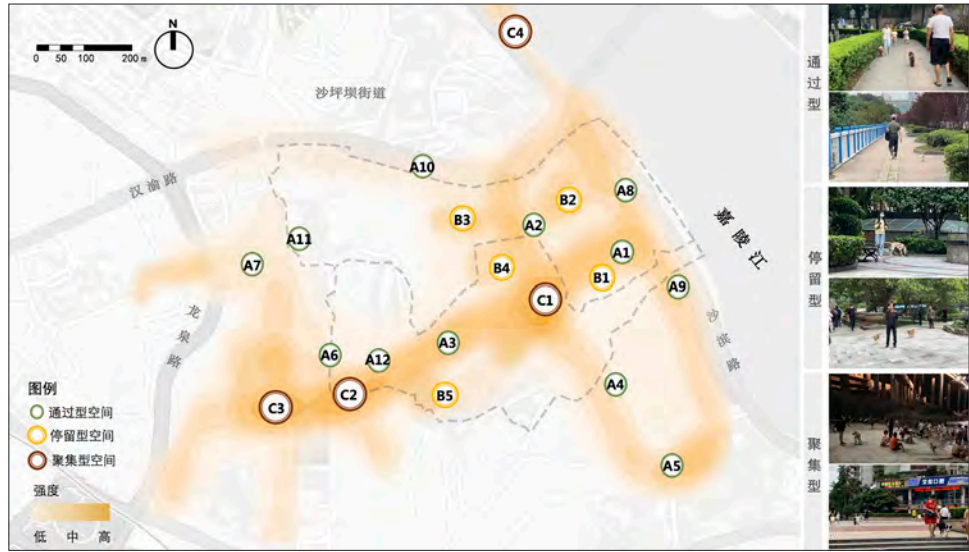 N
0 50 100 200 m
沙坪坝街道
汉渝路
龙泉路
嘉陵江
沙滨路
C4
A10
A8
B2
B3
A2
A11
A1
A7
B4
B1
A9
C1
A3
A6
A12
A4
C2
B5
C3
A5
图例
通过型空间
停留型空间
聚集型空间
强度
低 中 高
通过型
停留型
聚集型